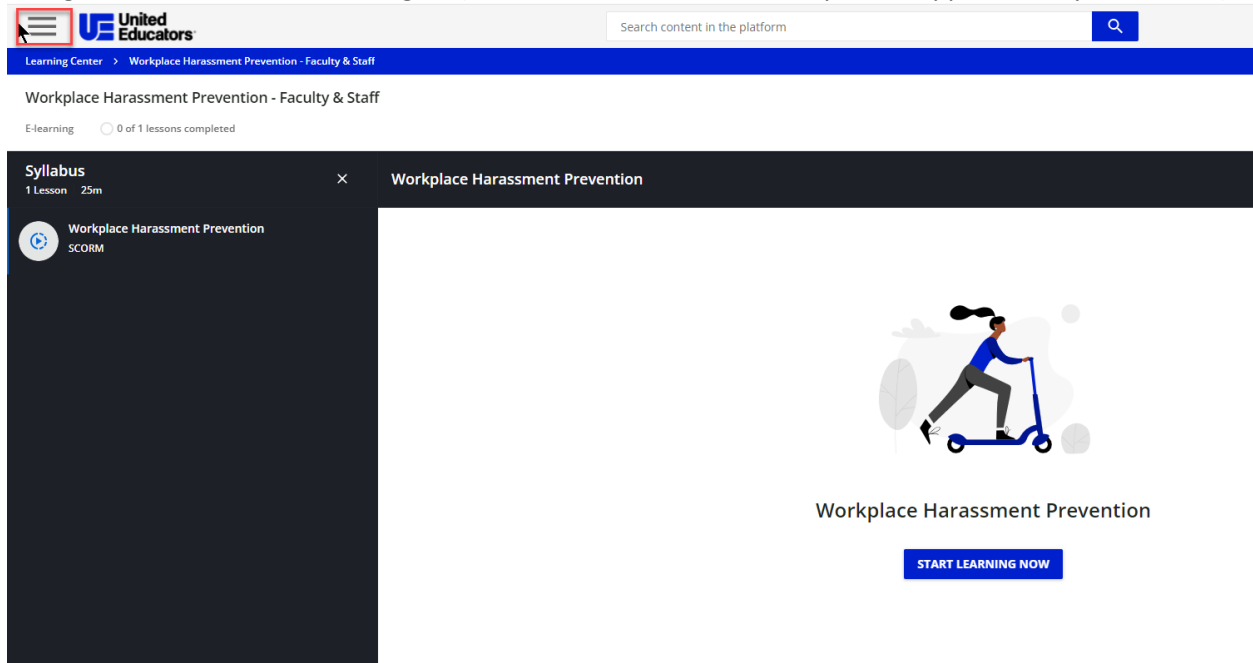 United
Educators
Search content in the platform
Learning Center > Workplace Harassment Prevention - Faculty & Staff
Workplace Harassment Prevention - Faculty & Staff
E-learning 0 of 1 lessons completed
Syllabus
1 Lesson 25m
Workplace Harassment Prevention
Workplace Harassment Prevention
SCORM
Workplace Harassment Prevention
START LEARNING NOW